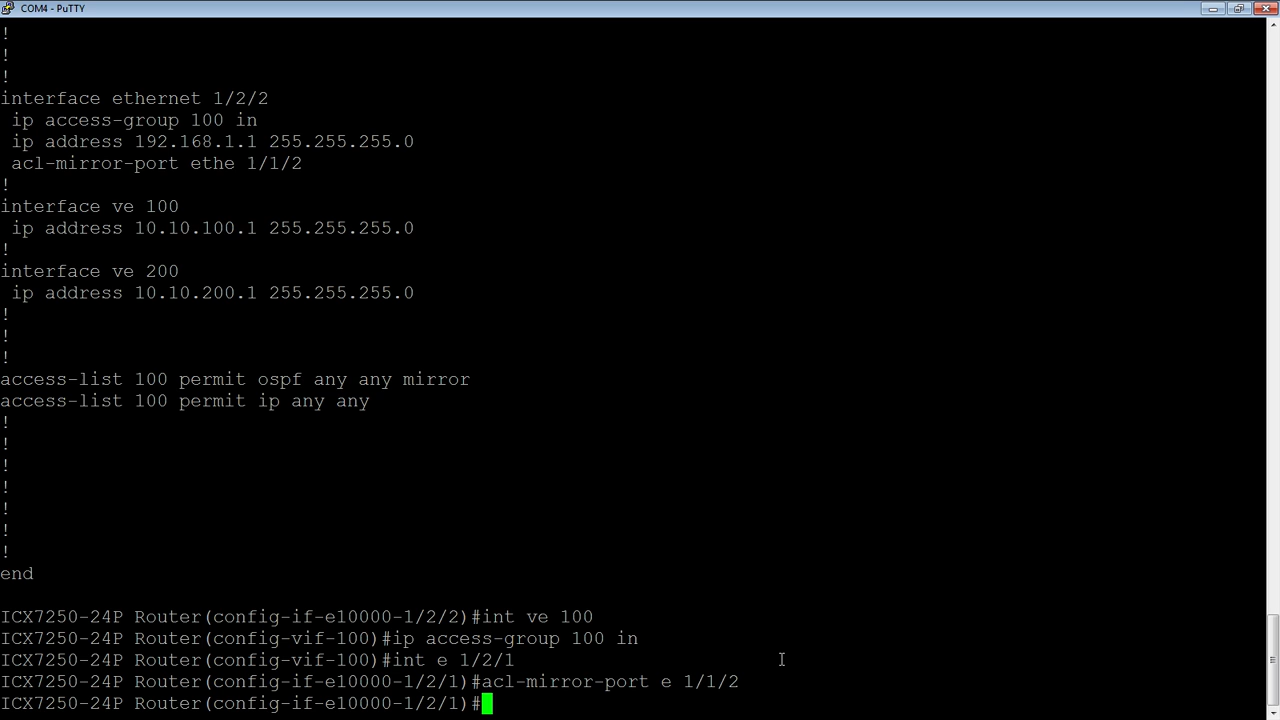 COM4 - PuTTY
!
!
!
interface ethernet 1/2/2
 ip access-group 100 in
 ip address 192.168.1.1 255.255.255.0
 acl-mirror-port ethe 1/1/2
!
interface ve 100
 ip address 10.10.100.1 255.255.255.0
!
interface ve 200
 ip address 10.10.200.1 255.255.255.0
!
!
!
access-list 100 permit ospf any any mirror
access-list 100 permit ip any any
!
!
!
!
!
!
!
end
ICX7250-24P Router(config-if-e10000-1/2/2)#int ve 100
ICX7250-24P Router(config-vif-100)#ip access-group 100 in
ICX7250-24P Router(config-vif-100)#int e 1/2/1
ICX7250-24P Router(config-if-e10000-1/2/1)#acl-mirror-port e 1/1/2
ICX7250-24P Router(config-if-e10000-1/2/1)#